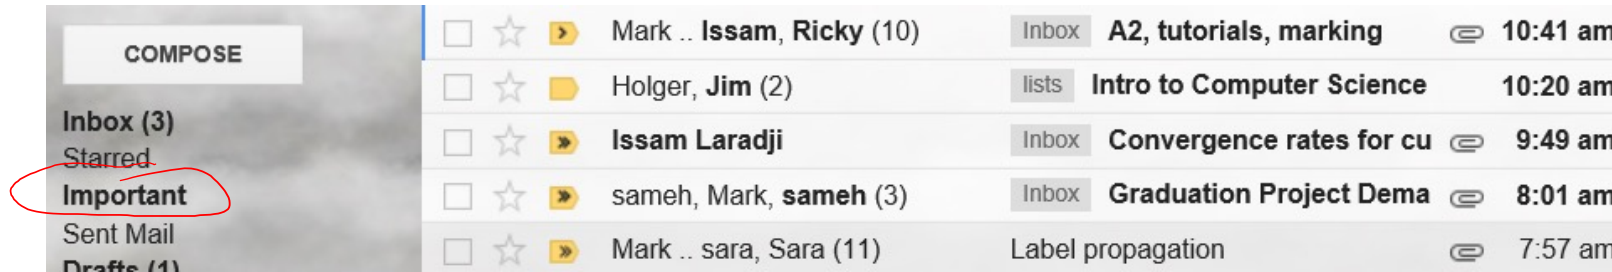 COMPOSE
Inbox (3)
Starred
Important
Sent Mail
Drafts (1)
Mark .. Issam, Ricky (10) Inbox A2, tutorials, marking 10:41 am
Holger, Jim (2) lists Intro to Computer Science 10:20 am
Issam Laradji Inbox Convergence rates for cu 9:49 am
sameh, Mark, sameh (3) Inbox Graduation Project Dema 8:01 am
Mark .. sara, Sara (11) Label propagation 7:57 am